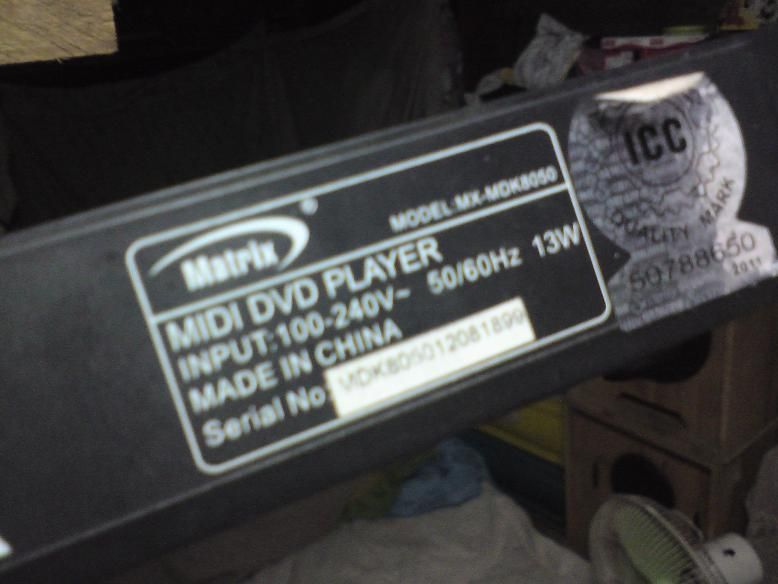 Matrix ®
MODEL:MX-MDK8050
MIDI DVD PLAYER
INPUT:100-240V~ 50/60Hz 13W
MADE IN CHINA
Serial No: MDK805012081899
ICC
QUALITY MARK
50788650
2011